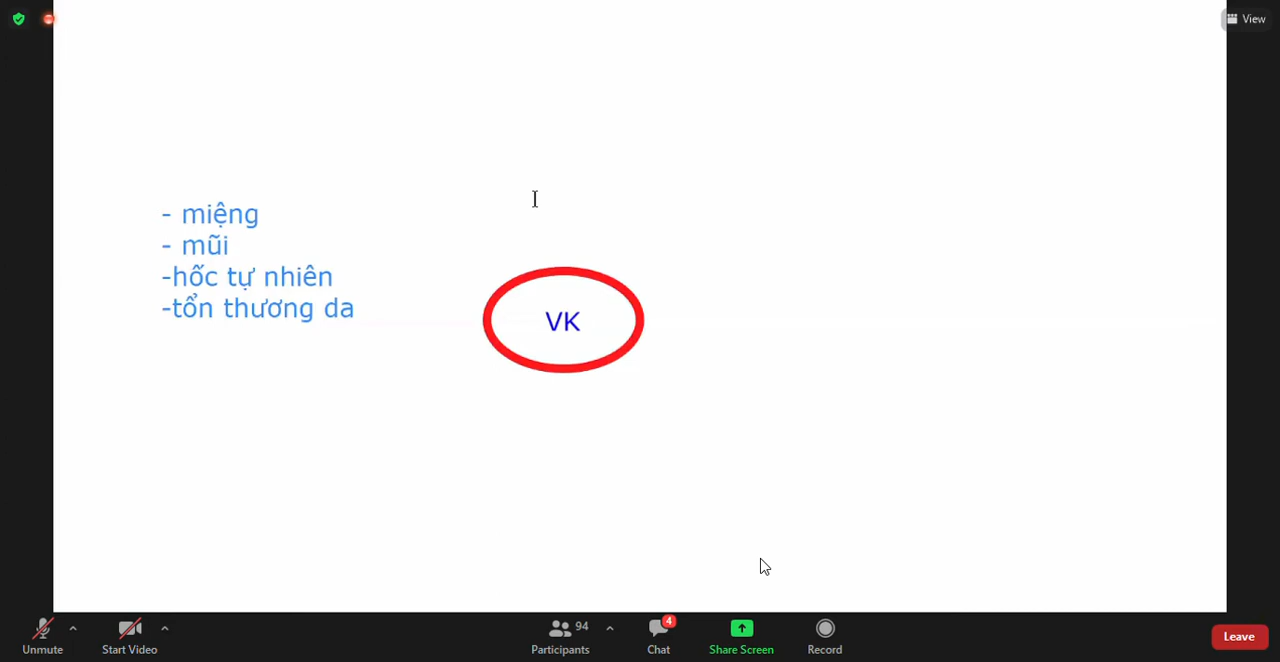 View
- miệng
- mũi
-hốc tự nhiên
-tổn thương da
VK
94
4
Unmute
Start Video
Participants
Chat
Share Screen
Record
Leave